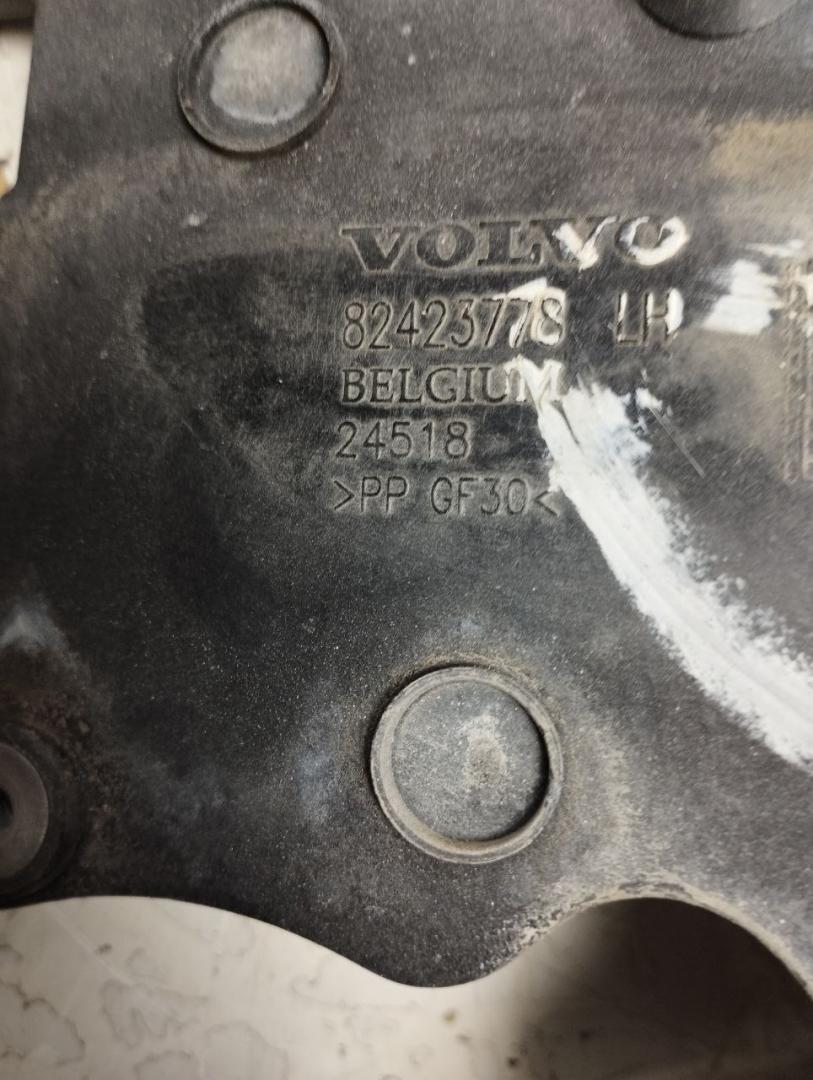 VOLVO
82423778 LH
BELGIUM
24518
>PP GF30<